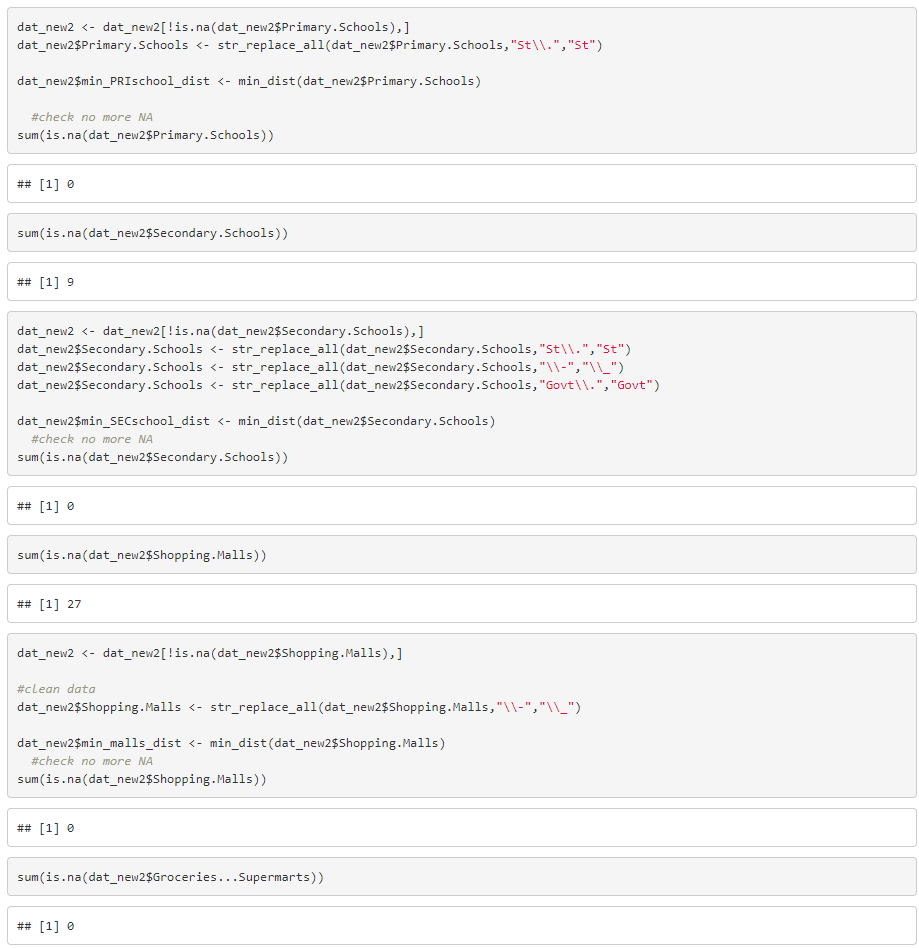 dat_new2 <- dat_new2[!is.na(dat_new2$Primary.Schools),]
dat_new2$Primary.Schools <- str_replace_all(dat_new2$Primary.Schools,"St\\.","St")
dat_new2$min_PRIschool_dist <- min_dist(dat_new2$Primary.Schools)
#check no more NA
sum(is.na(dat_new2$Primary.Schools))
## [1] 0
sum(is.na(dat_new2$Secondary.Schools))
## [1] 9
dat_new2 <- dat_new2[!is.na(dat_new2$Secondary.Schools),]
dat_new2$Secondary.Schools <- str_replace_all(dat_new2$Secondary.Schools,"St\\.","St")
dat_new2$Secondary.Schools <- str_replace_all(dat_new2$Secondary.Schools,"\\-","\\_")
dat_new2$Secondary.Schools <- str_replace_all(dat_new2$Secondary.Schools,"Govt\\.","Govt")
dat_new2$min_SECschool_dist <- min_dist(dat_new2$Secondary.Schools)
#check no more NA
sum(is.na(dat_new2$Secondary.Schools))
## [1] 0
sum(is.na(dat_new2$Shopping.Malls))
## [1] 27
dat_new2 <- dat_new2[!is.na(dat_new2$Shopping.Malls),]
#clean data
dat_new2$Shopping.Malls <- str_replace_all(dat_new2$Shopping.Malls,"\\-","\\_")
dat_new2$min_malls_dist <- min_dist(dat_new2$Shopping.Malls)
#check no more NA
sum(is.na(dat_new2$Shopping.Malls))
## [1] 0
sum(is.na(dat_new2$Groceries...Supermarts))
## [1] 0